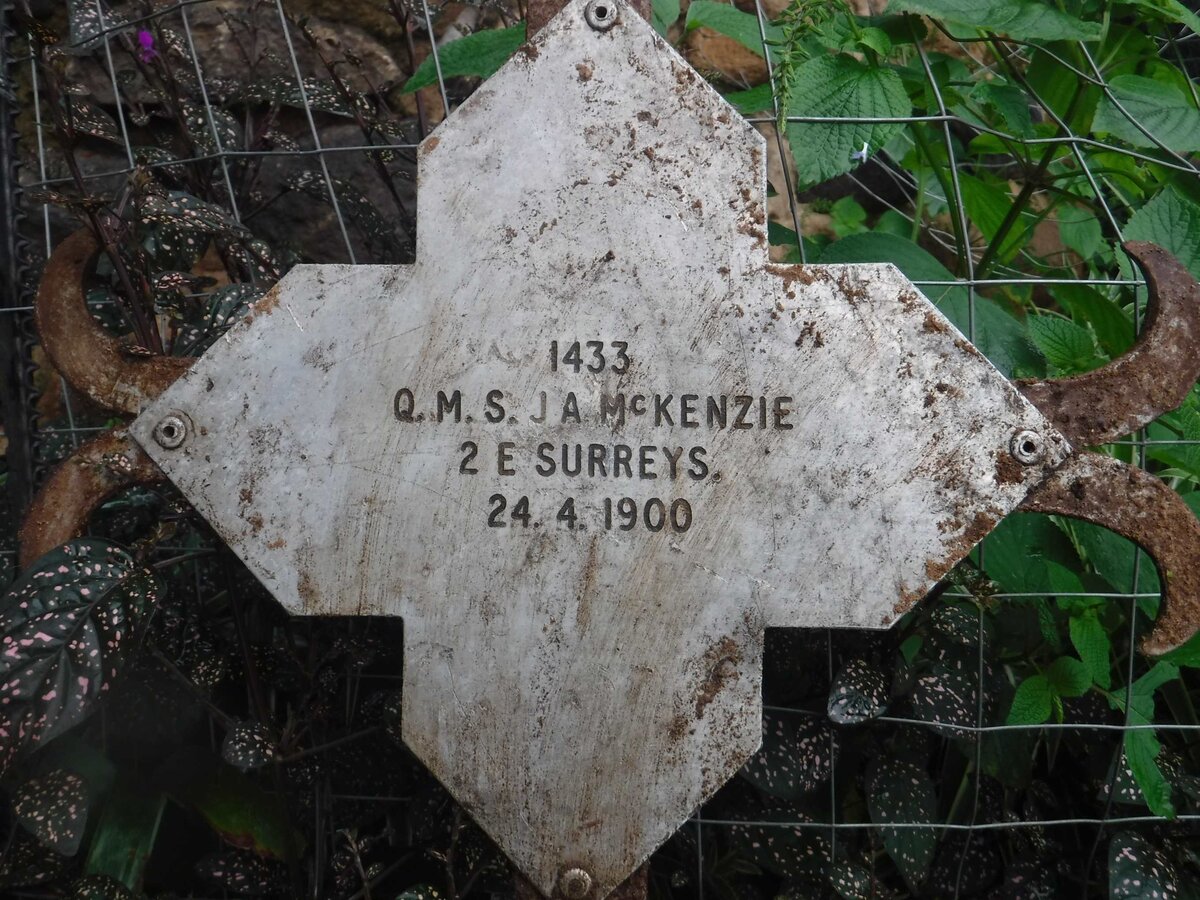 1433
Q.M.S. J A McKENZIE
2 E SURREYS.
24. 4. 1900